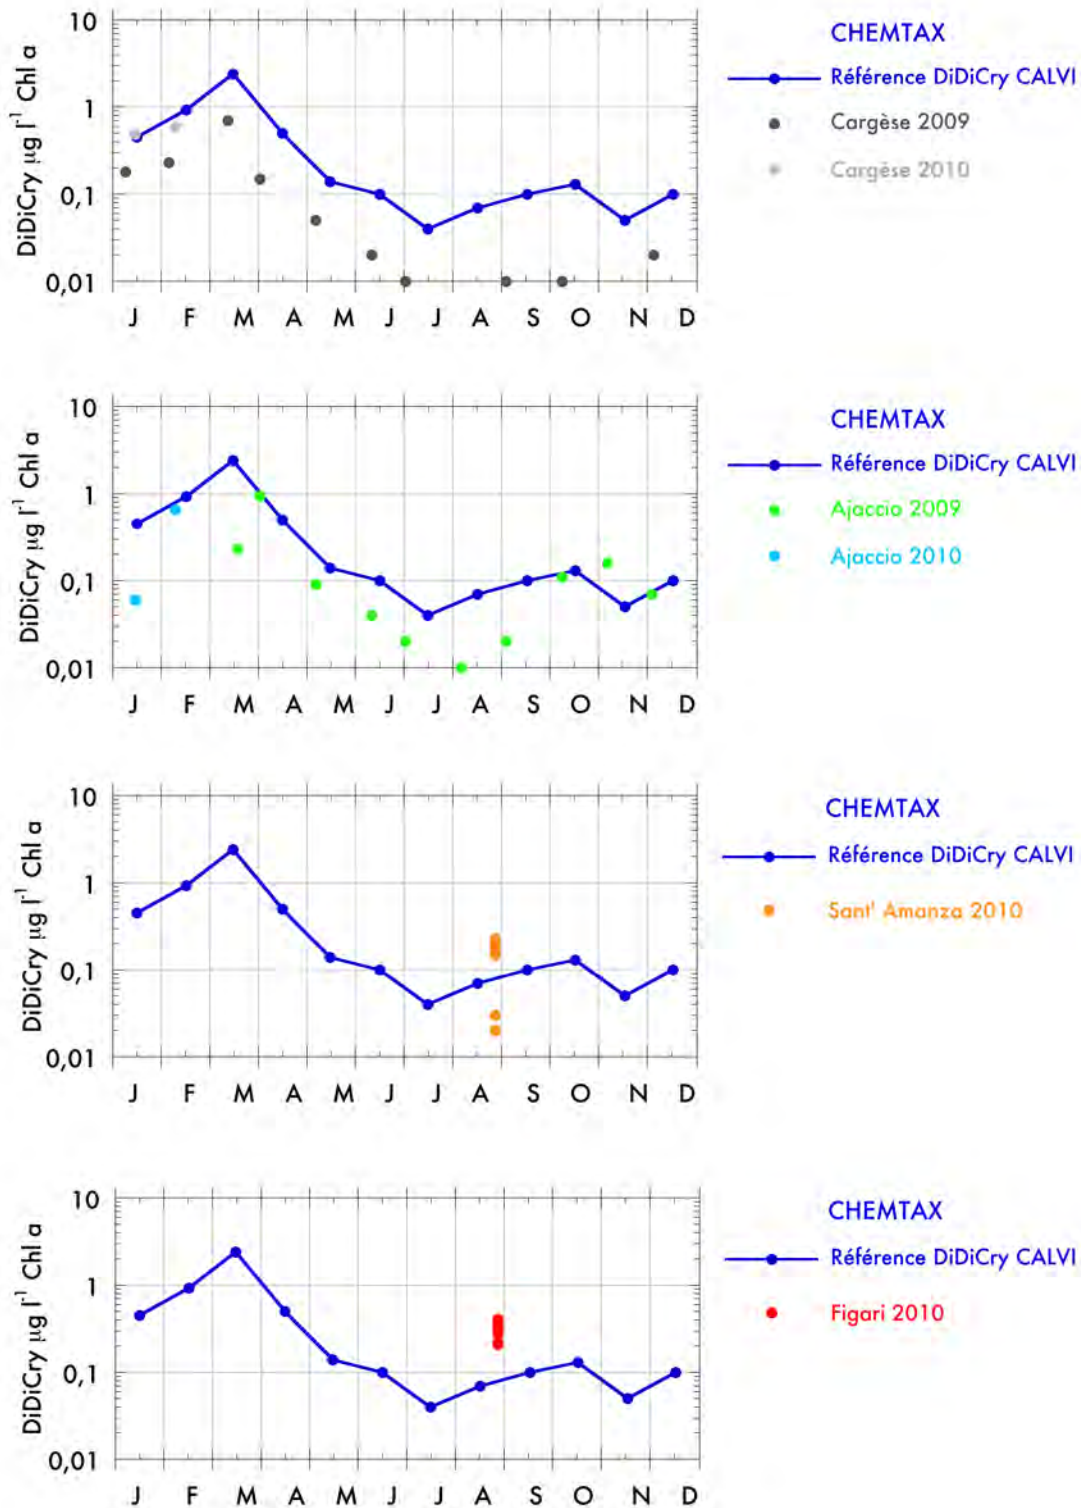 10
1
0,1
0,01
DiDiCry µg l⁻¹ Chl a
J F M A M J J A S O N D
CHEMTAX
Référence DiDiCry CALVI
Cargèse 2009
Cargèse 2010
10
1
0,1
0,01
DiDiCry µg l⁻¹ Chl a
J F M A M J J A S O N D
CHEMTAX
Référence DiDiCry CALVI
Ajaccio 2009
Ajaccio 2010
10
1
0,1
0,01
DiDiCry µg l⁻¹ Chl a
J F M A M J J A S O N D
CHEMTAX
Référence DiDiCry CALVI
Sant' Amanza 2010
10
1
0,1
0,01
DiDiCry µg l⁻¹ Chl a
J F M A M J J A S O N D
CHEMTAX
Référence DiDiCry CALVI
Figari 2010